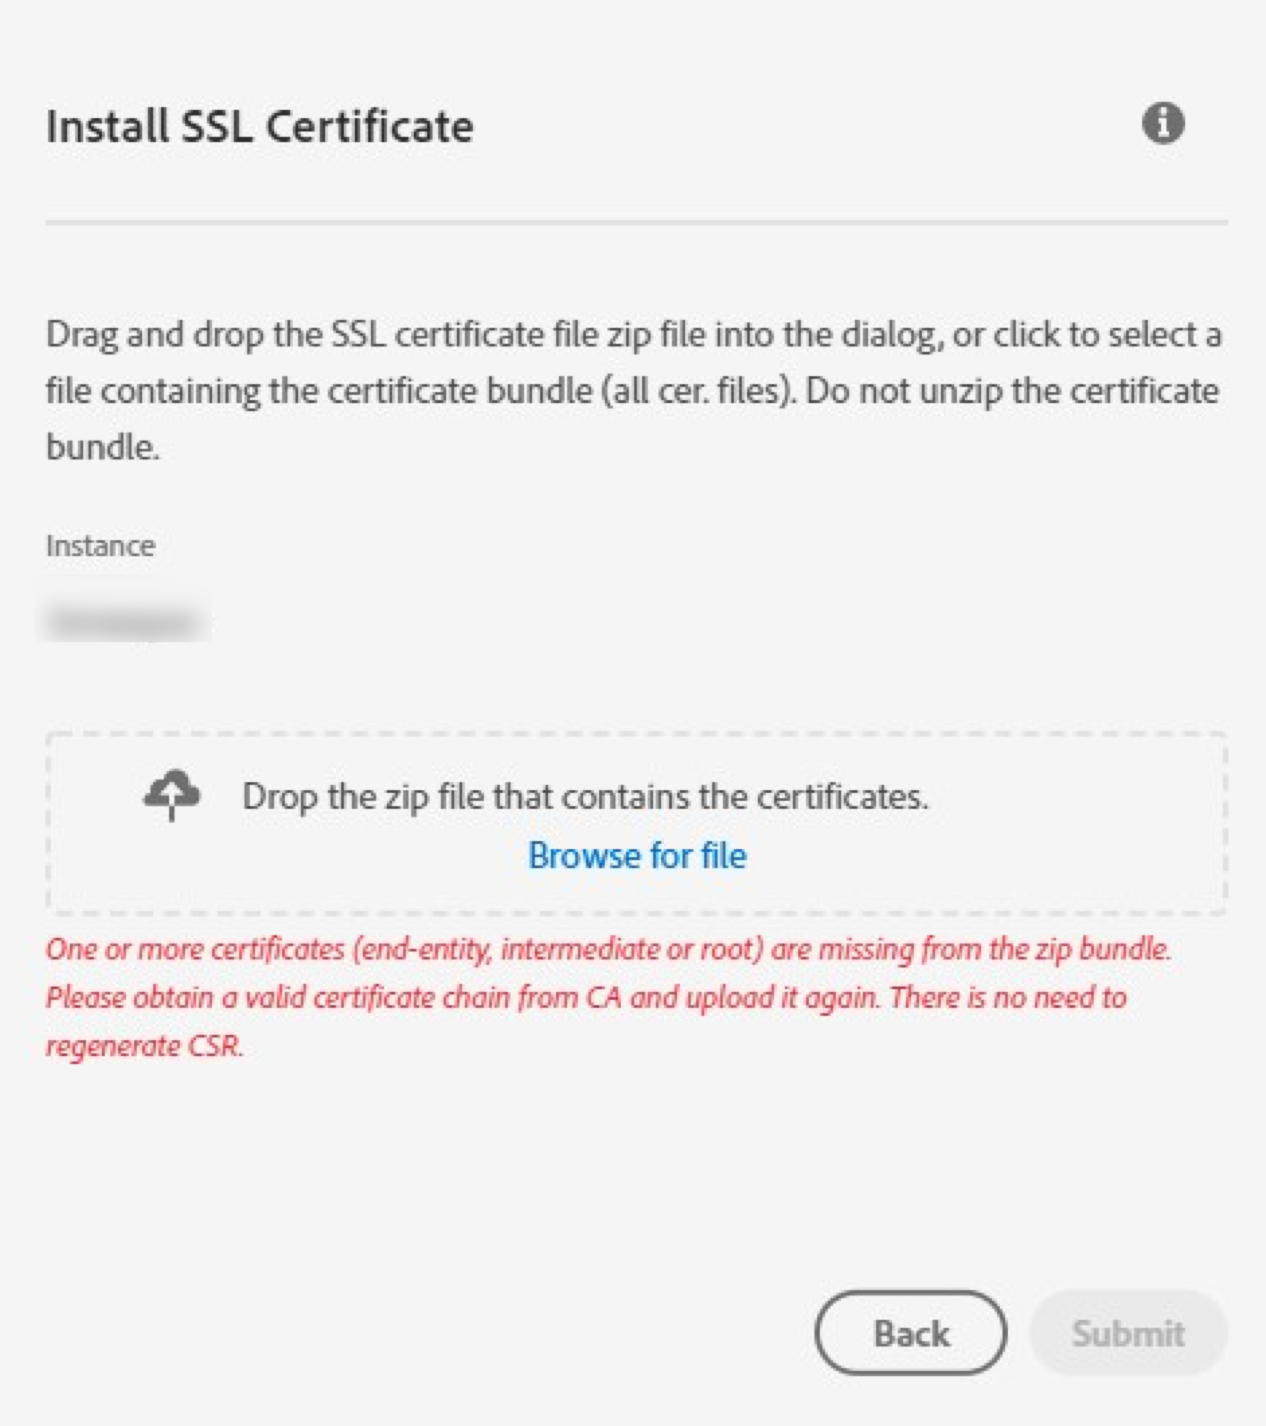 Install SSL Certificate
Drag and drop the SSL certificate file zip file into the dialog, or click to select a
file containing the certificate bundle (all cer. files). Do not unzip the certificate
bundle.
Instance
Drop the zip file that contains the certificates.
Browse for file
One or more certificates (end-entity, intermediate or root) are missing from the zip bundle.
Please obtain a valid certificate chain from CA and upload it again. There is no need to
regenerate CSR.
Back
Submit